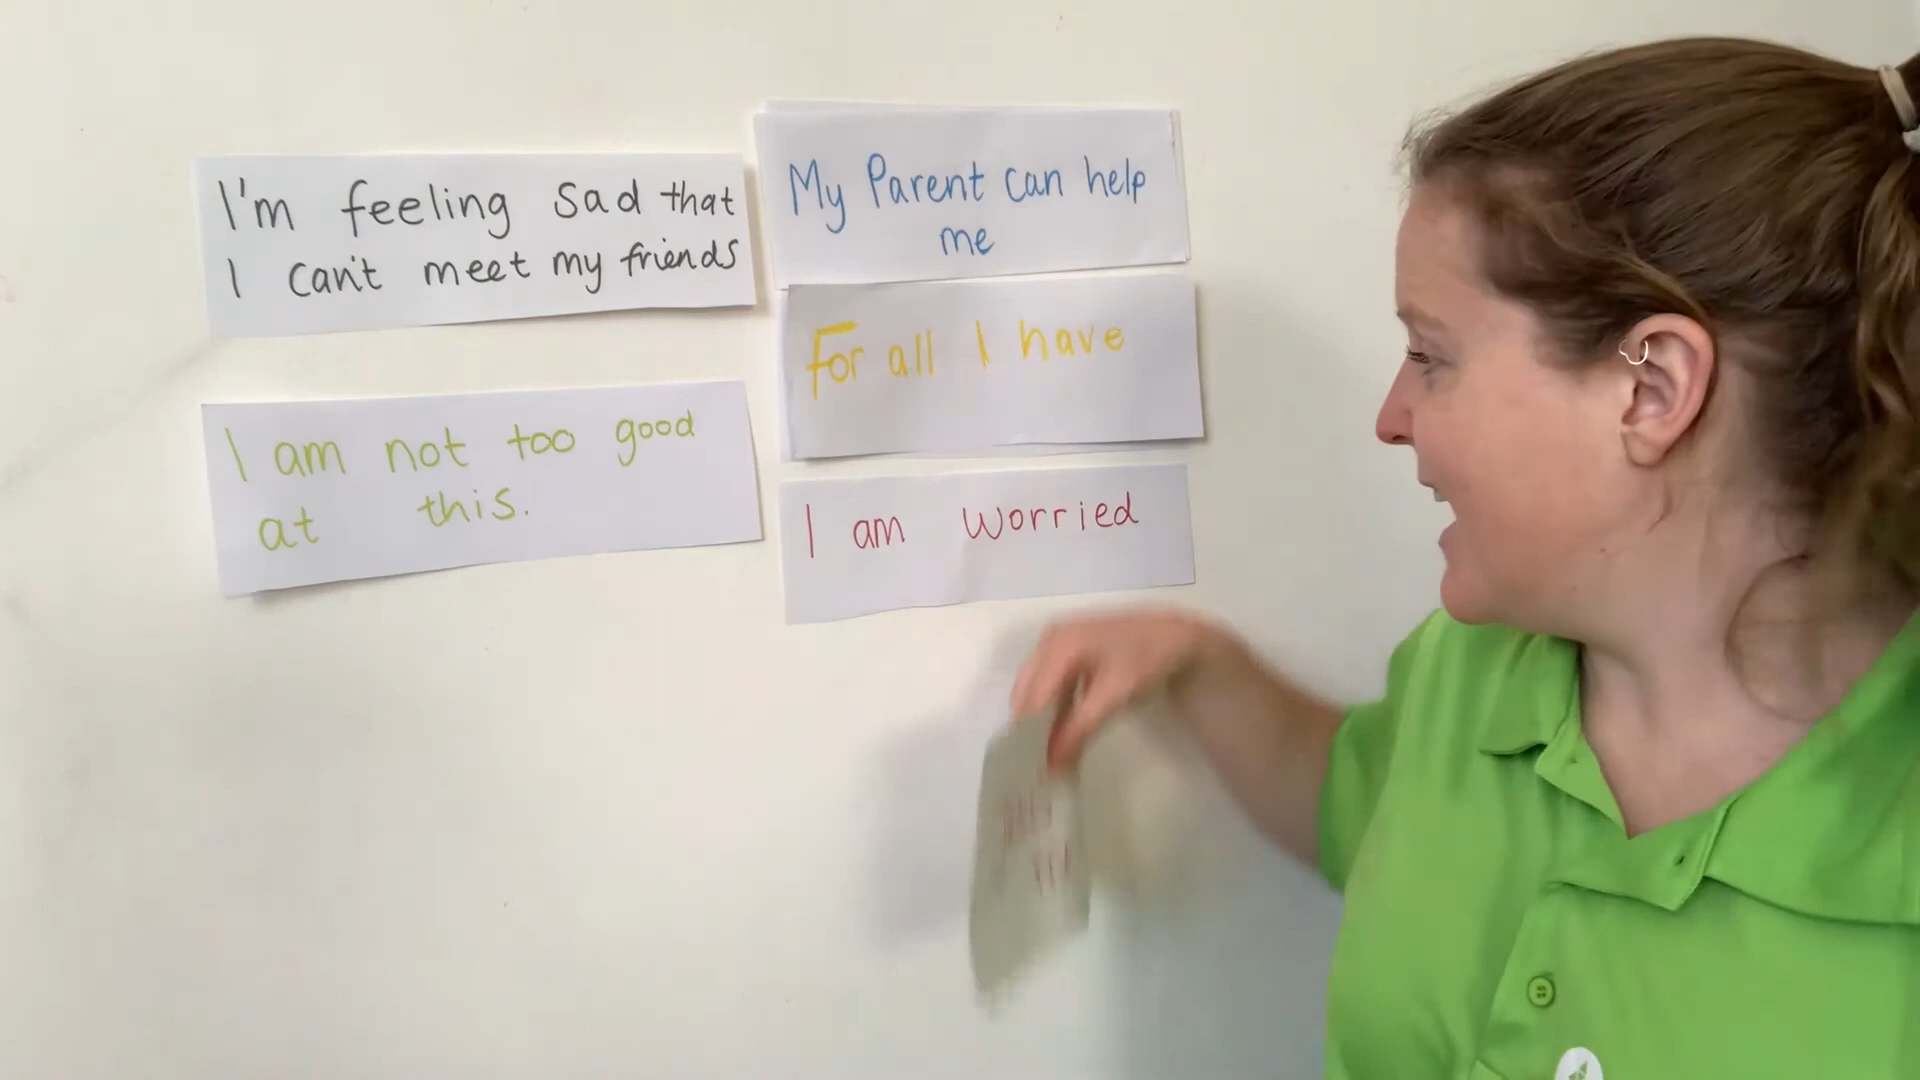 I'm feeling sad that
I can't meet my friends
I am not too good
at this.
My Parent can help
me
For all I have
I am worried